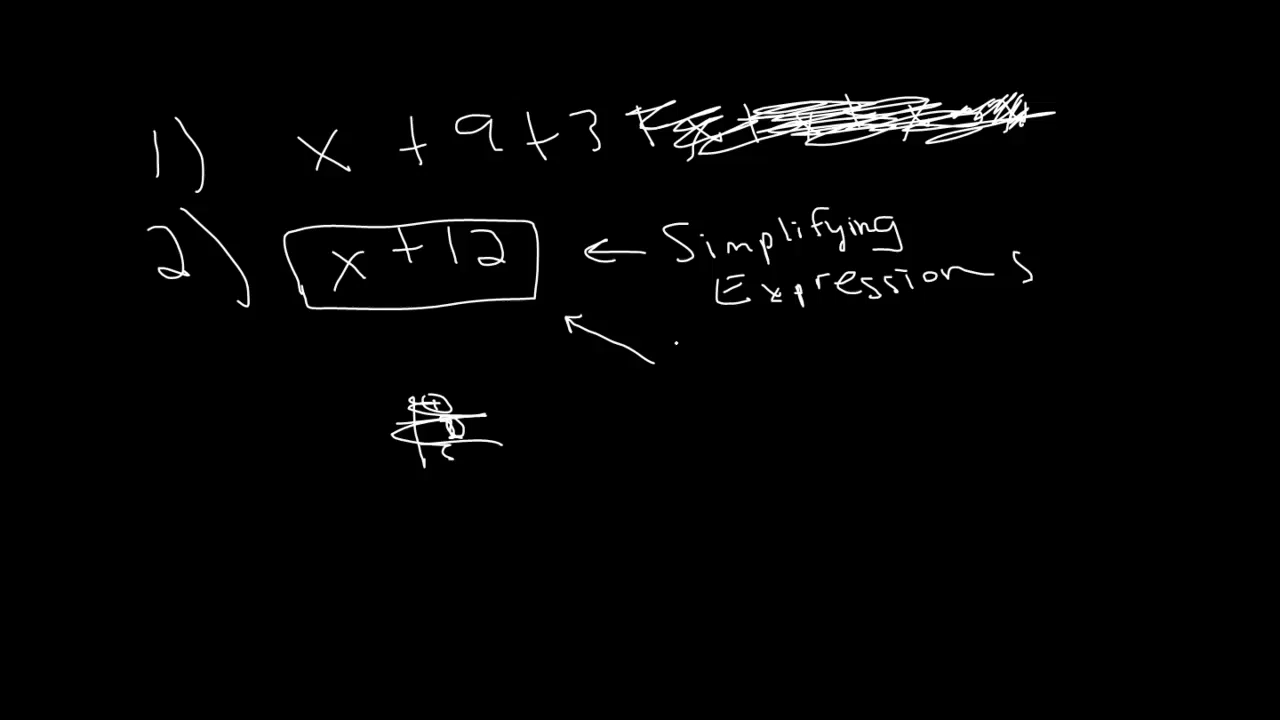 1) x + 9 + 3
2) x + 12 ← Simplifying
Expressions